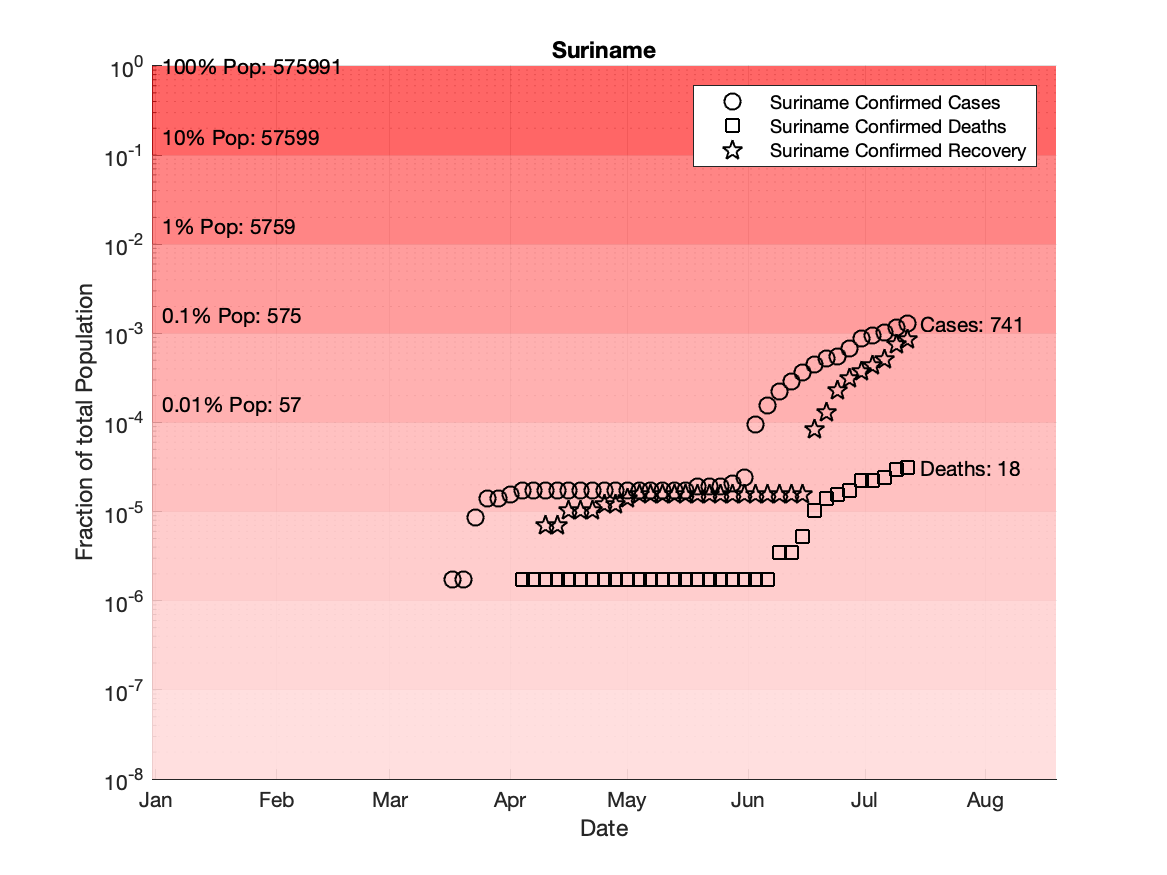 Suriname
10^0
100% Pop: 575991
Suriname Confirmed Cases
Suriname Confirmed Deaths
Suriname Confirmed Recovery
10% Pop: 57599
10^-1
1% Pop: 5759
10^-2
0.1% Pop: 575
Cases: 741
10^-3
0.01% Pop: 57
10^-4
Deaths: 18
10^-5
10^-6
10^-7
10^-8
Fraction of total Population
Jan Feb Mar Apr May Jun Jul Aug
Date